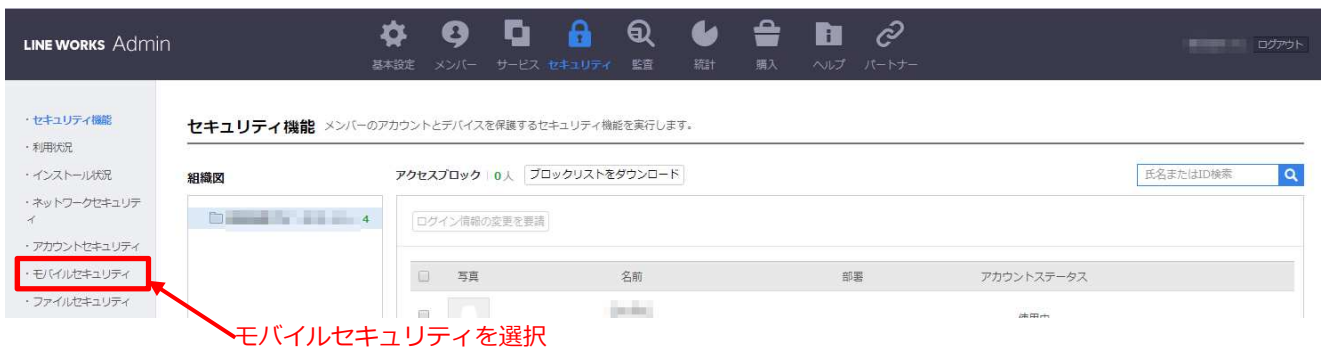 LINE WORKS Admin
基本設定 メンバー サービス セキュリティ 監査 統計 購入 ヘルプ パートナー
ログアウト
・セキュリティ機能
・利用状況
・インストール状況
・ネットワークセキュリテ
ィ
・アカウントセキュリティ
・モバイルセキュリティ
・ファイルセキュリティ
セキュリティ機能 メンバーのアカウントとデバイスを保護するセキュリティ機能を実行します。
組織図
4
アクセスブロック | 0人 ブロックリストをダウンロード
氏名またはID検索
ログイン情報の変更を要請
写真 名前 部署 アカウントステータス
使用中
モバイルセキュリティを選択